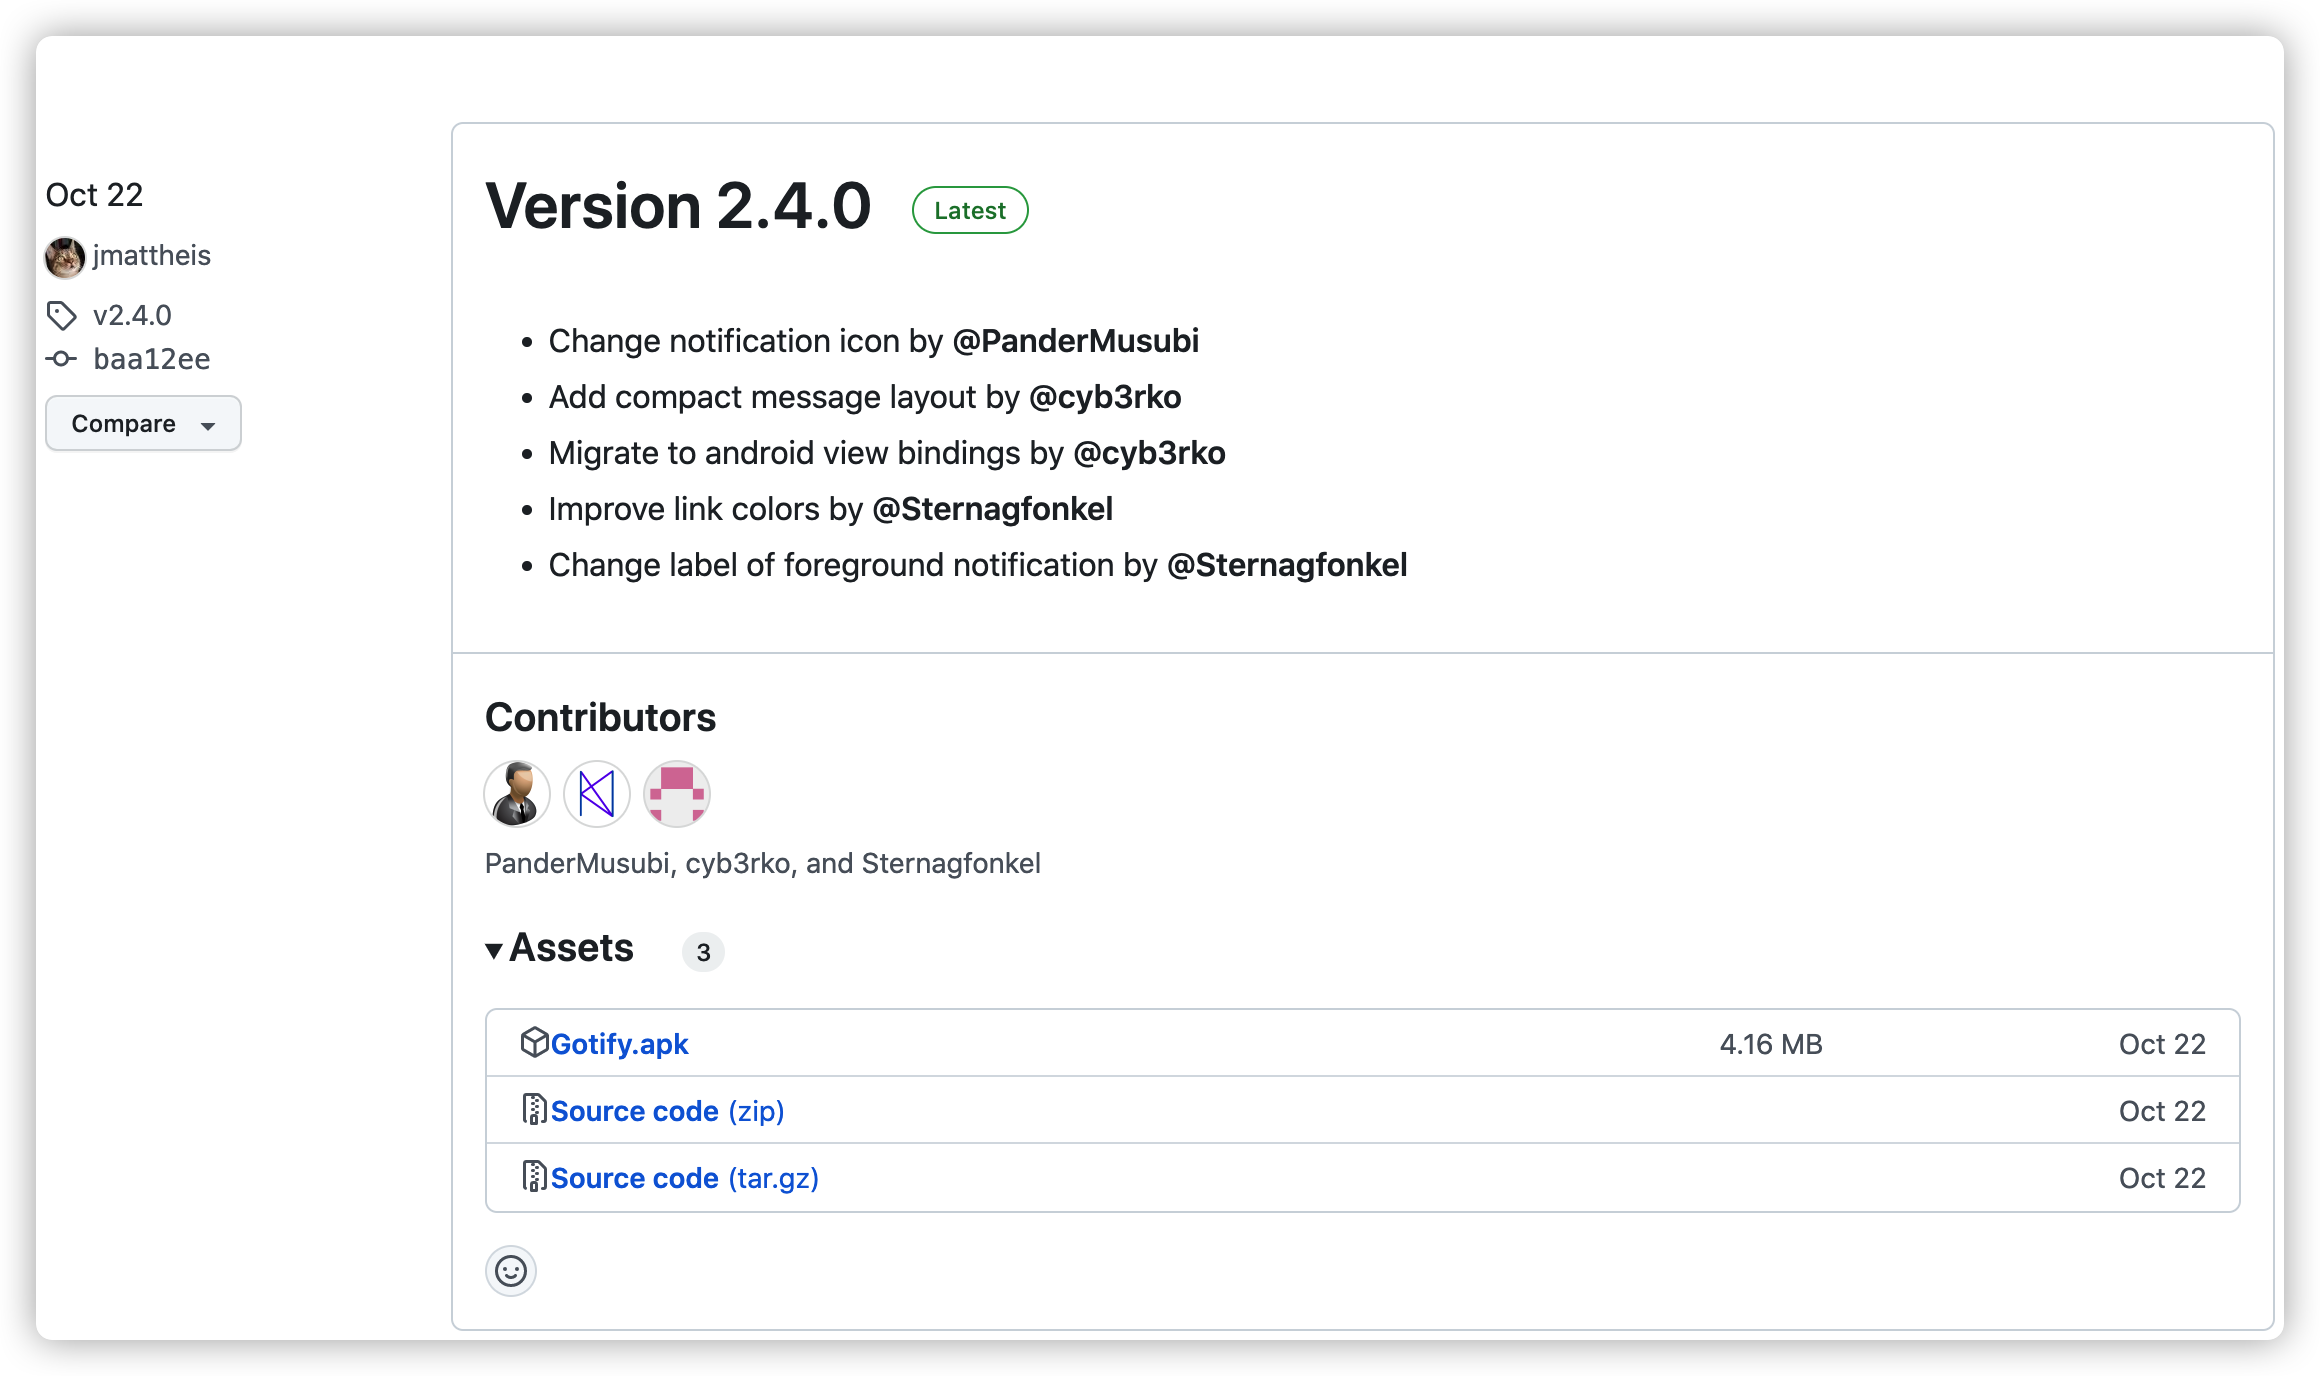 Oct 22
jmattheis
v2.4.0
baa12ee
Compare
Version 2.4.0 Latest
Change notification icon by @PanderMusubi
Add compact message layout by @cyb3rko
Migrate to android view bindings by @cyb3rko
Improve link colors by @Sternagfonkel
Change label of foreground notification by @Sternagfonkel
Contributors
PanderMusubi, cyb3rko, and Sternagfonkel
Assets 3
Gotify.apk 4.16 MB Oct 22
Source code (zip) Oct 22
Source code (tar.gz) Oct 22